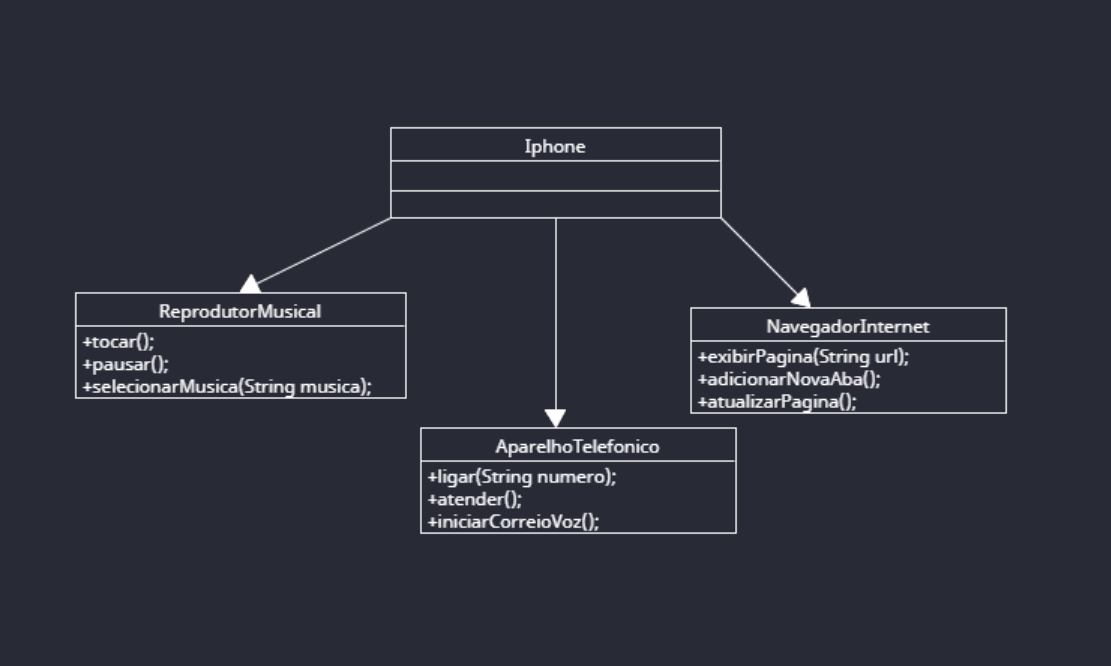 Iphone
ReprodutorMusical
+tocar();
+pausar();
+selecionarMusica(String musica);
AparelhoTelefonico
+ligar(String numero);
+atender();
+iniciarCorreioVoz();
NavegadorInternet
+exibirPagina(String url);
+adicionarNovaAba();
+atualizarPagina();